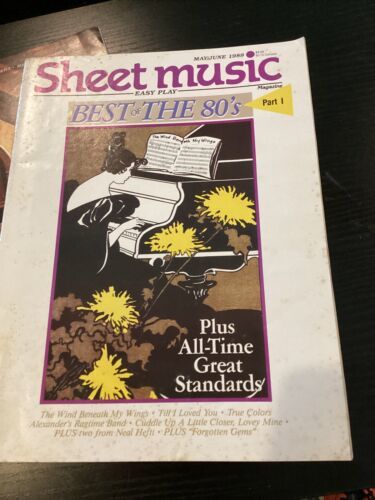 MAY/JUNE 1989
Sheet music
Magazine
EASY PLAY
BEST OF THE 80's
Part 1
The Wind Beneath My Wings
Plus
All-Time
Great
Standards
The Wind Beneath My Wings • Till I Loved You • True Colors
Alexander's Ragtime Band • Cuddle Up A Little Closer, Lovey Mine •
PLUS two from Neal Hefti • PLUS "Forgotten Gems"